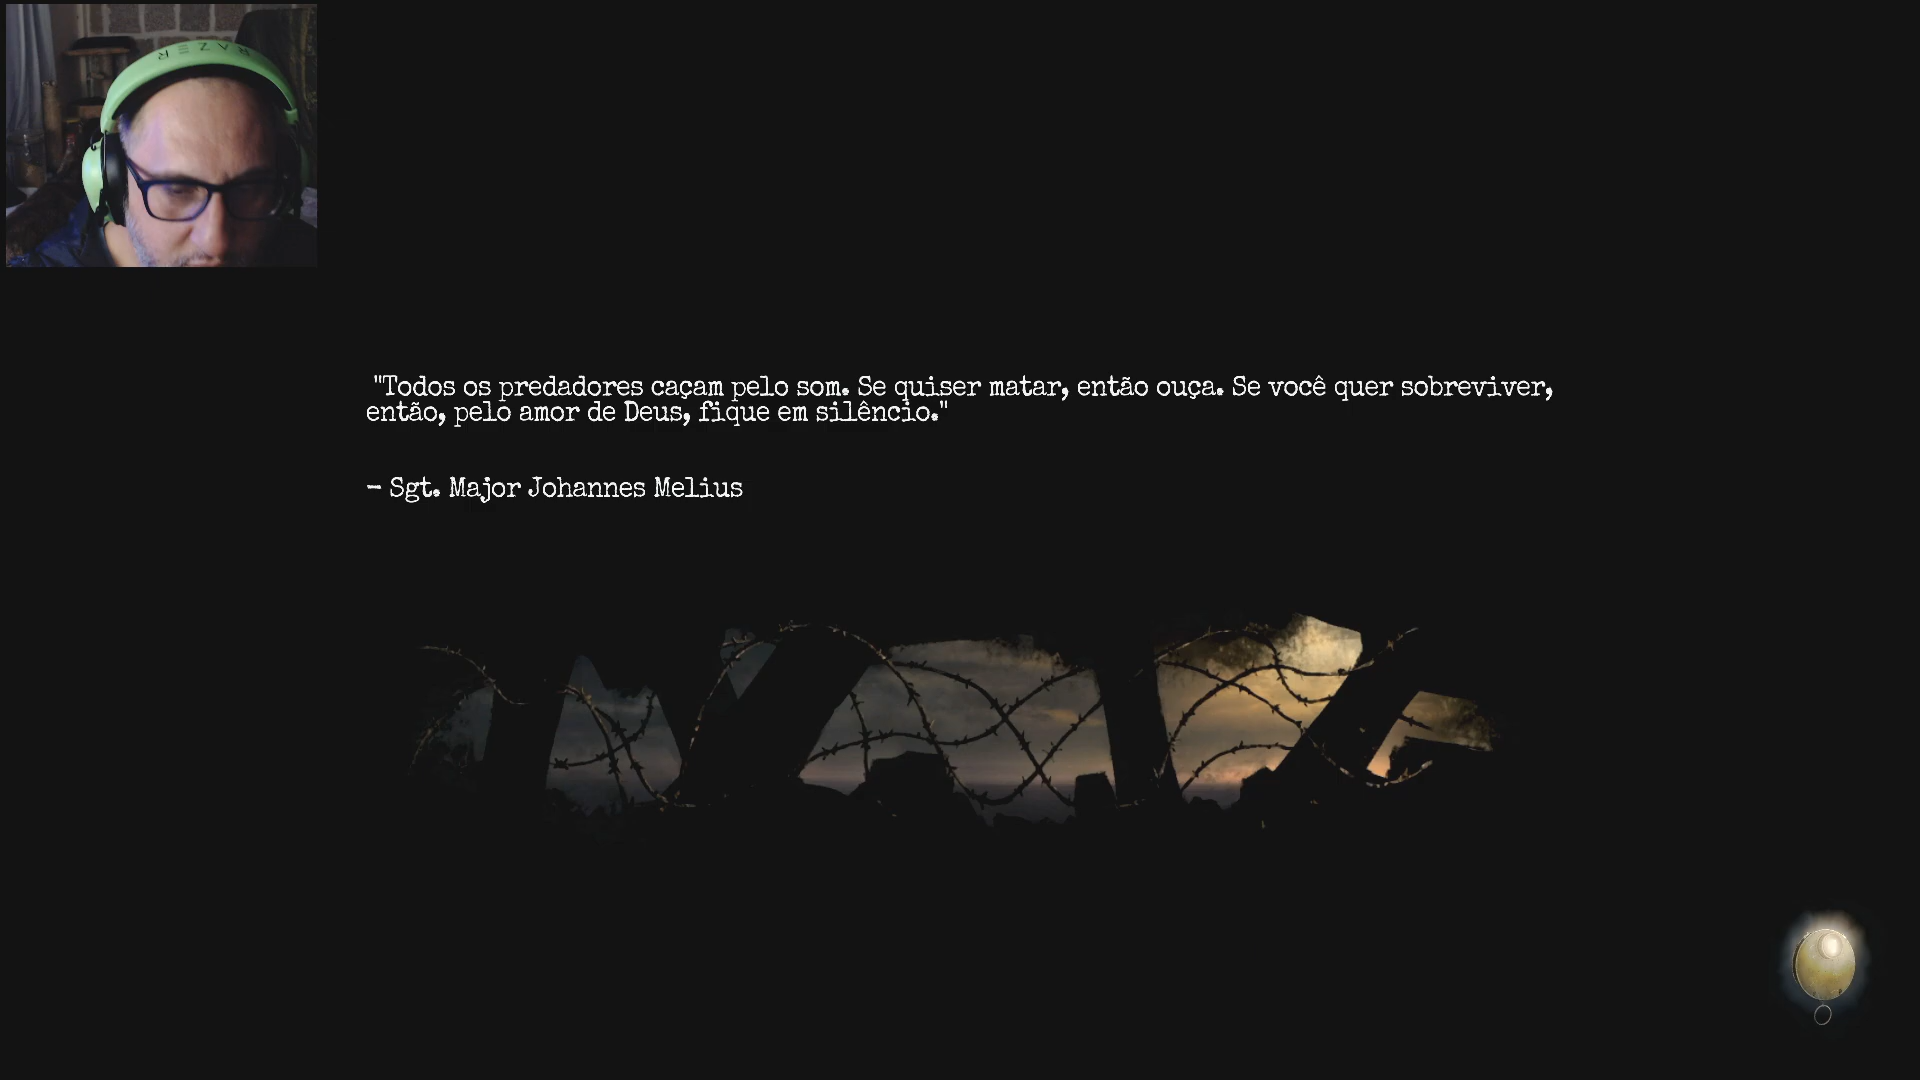 RAZER
"Todos os predadores caçam pelo som. Se quiser matar, então ouça. Se você quer sobreviver,
então, pelo amor de Deus, fique em silêncio."
- Sgt. Major Johannes Melius